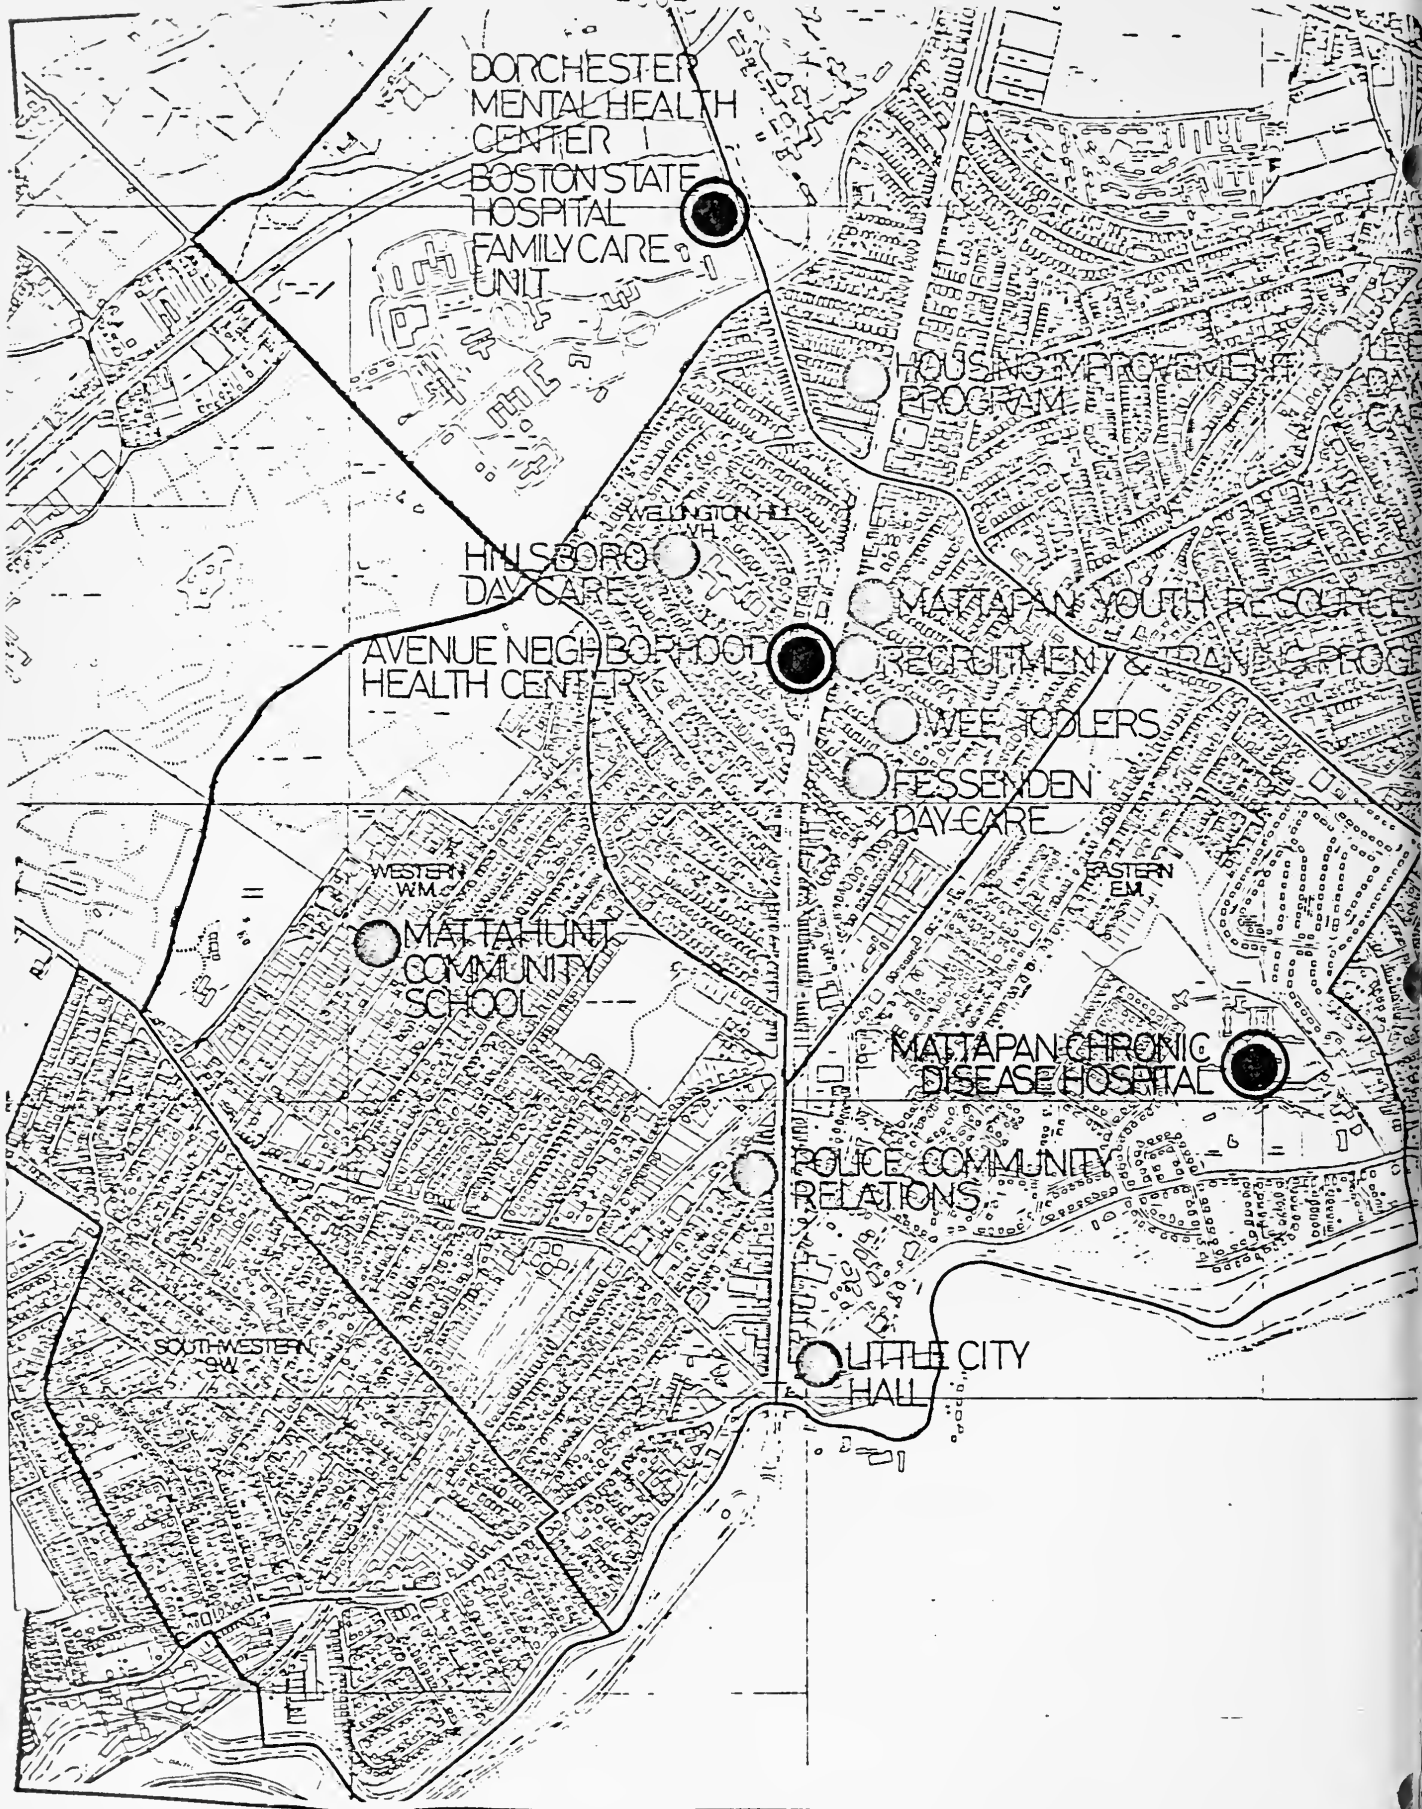 DORCHESTER
MENTAL HEALTH
CENTER
BOSTON STATE
HOSPITAL
FAMILY CARE
UNIT
HOUSING IMPROVEMENT
PROGRAM
DAY
CA
WELLINGTON HILL
W.H.
HILLSBORO
DAY CARE
MATTAPAN YOUTH RESOURCE
AVENUE NEIGHBORHOOD
HEALTH CENTER
RECRUITMENT & TRAINING PROG
WEE TODLERS
FESSENDEN
DAY CARE
WESTERN
W.M.
EASTERN
E.M.
MATTAHUNT
COMMUNITY
SCHOOL
MATTAPAN CHRONIC
DISEASE HOSPITAL
POLICE COMMUNITY
RELATIONS
SOUTHWESTERN
S.W.
LITTLE CITY
HALL